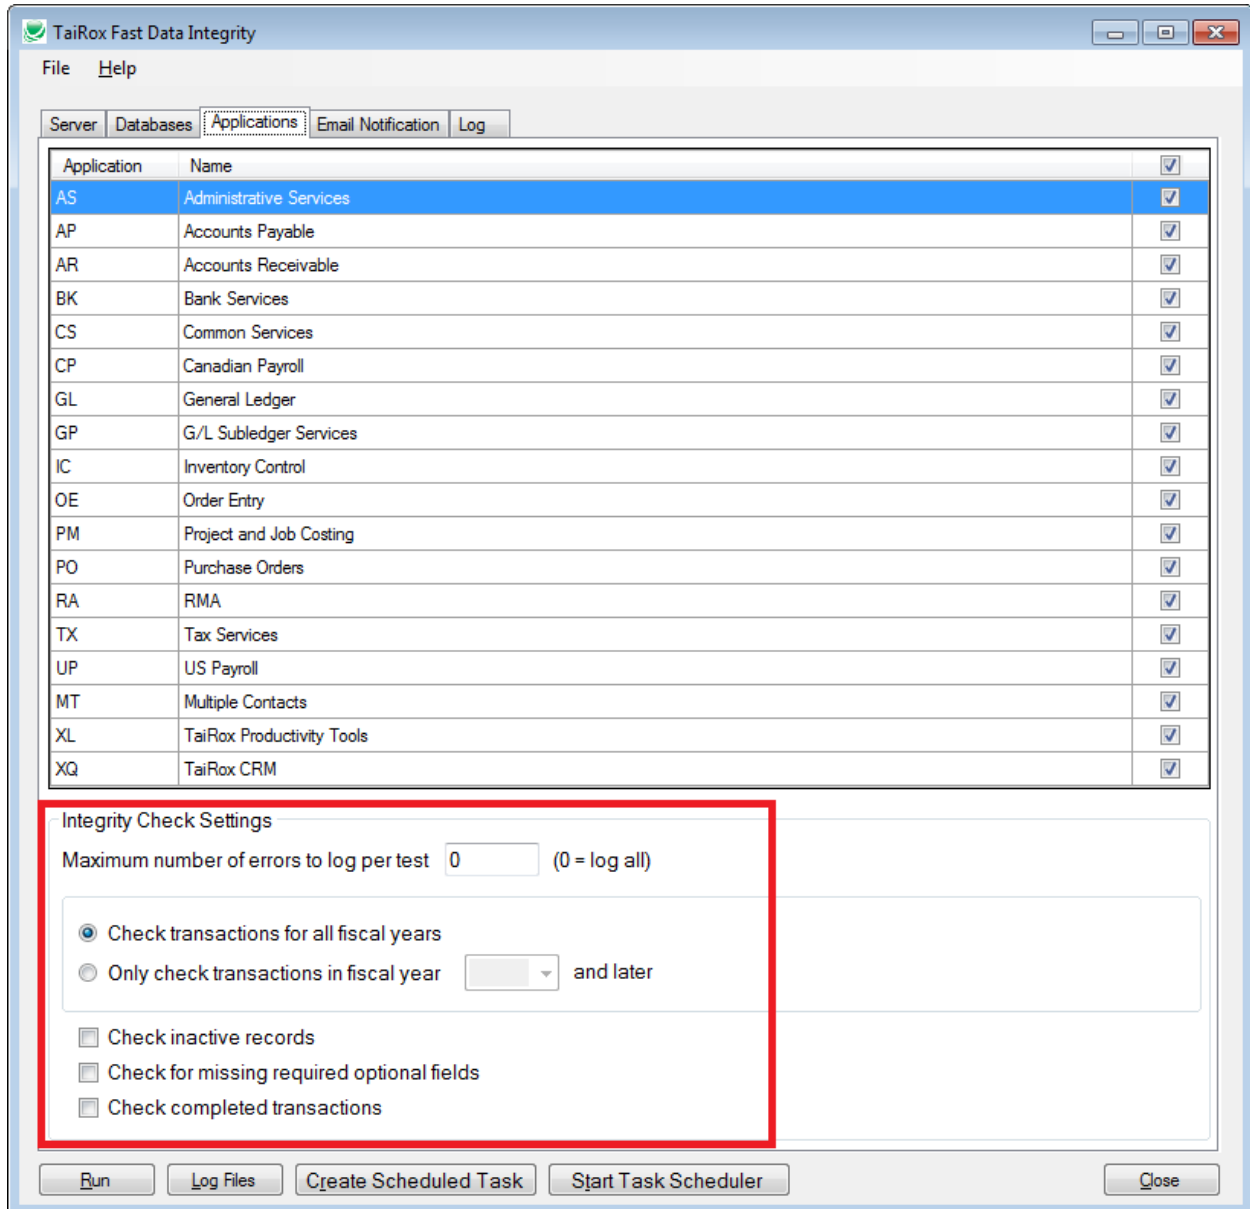 TaiRox Fast Data Integrity
File Help
Server Databases Applications Email Notification Log
Application Name
AS Administrative Services
AP Accounts Payable
AR Accounts Receivable
BK Bank Services
CS Common Services
CP Canadian Payroll
GL General Ledger
GP G/L Subledger Services
IC Inventory Control
OE Order Entry
PM Project and Job Costing
PO Purchase Orders
RA RMA
TX Tax Services
UP US Payroll
MT Multiple Contacts
XL TaiRox Productivity Tools
XQ TaiRox CRM
Integrity Check Settings
Maximum number of errors to log per test 0 (0 = log all)
Check transactions for all fiscal years
Only check transactions in fiscal year and later
Check inactive records
Check for missing required optional fields
Check completed transactions
Run Log Files Create Scheduled Task Start Task Scheduler Close